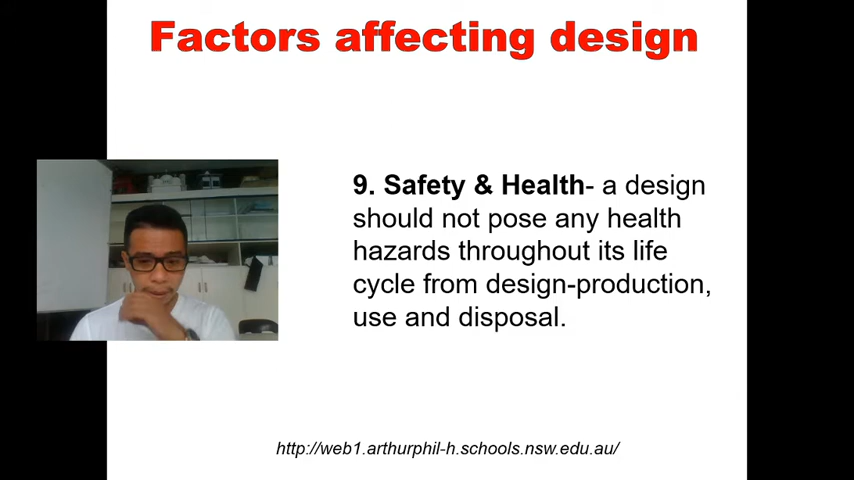 Factors affecting design
9. Safety & Health- a design
should not pose any health
hazards throughout its life
cycle from design-production,
use and disposal.
http://web1.arthurphil-h.schools.nsw.edu.au/